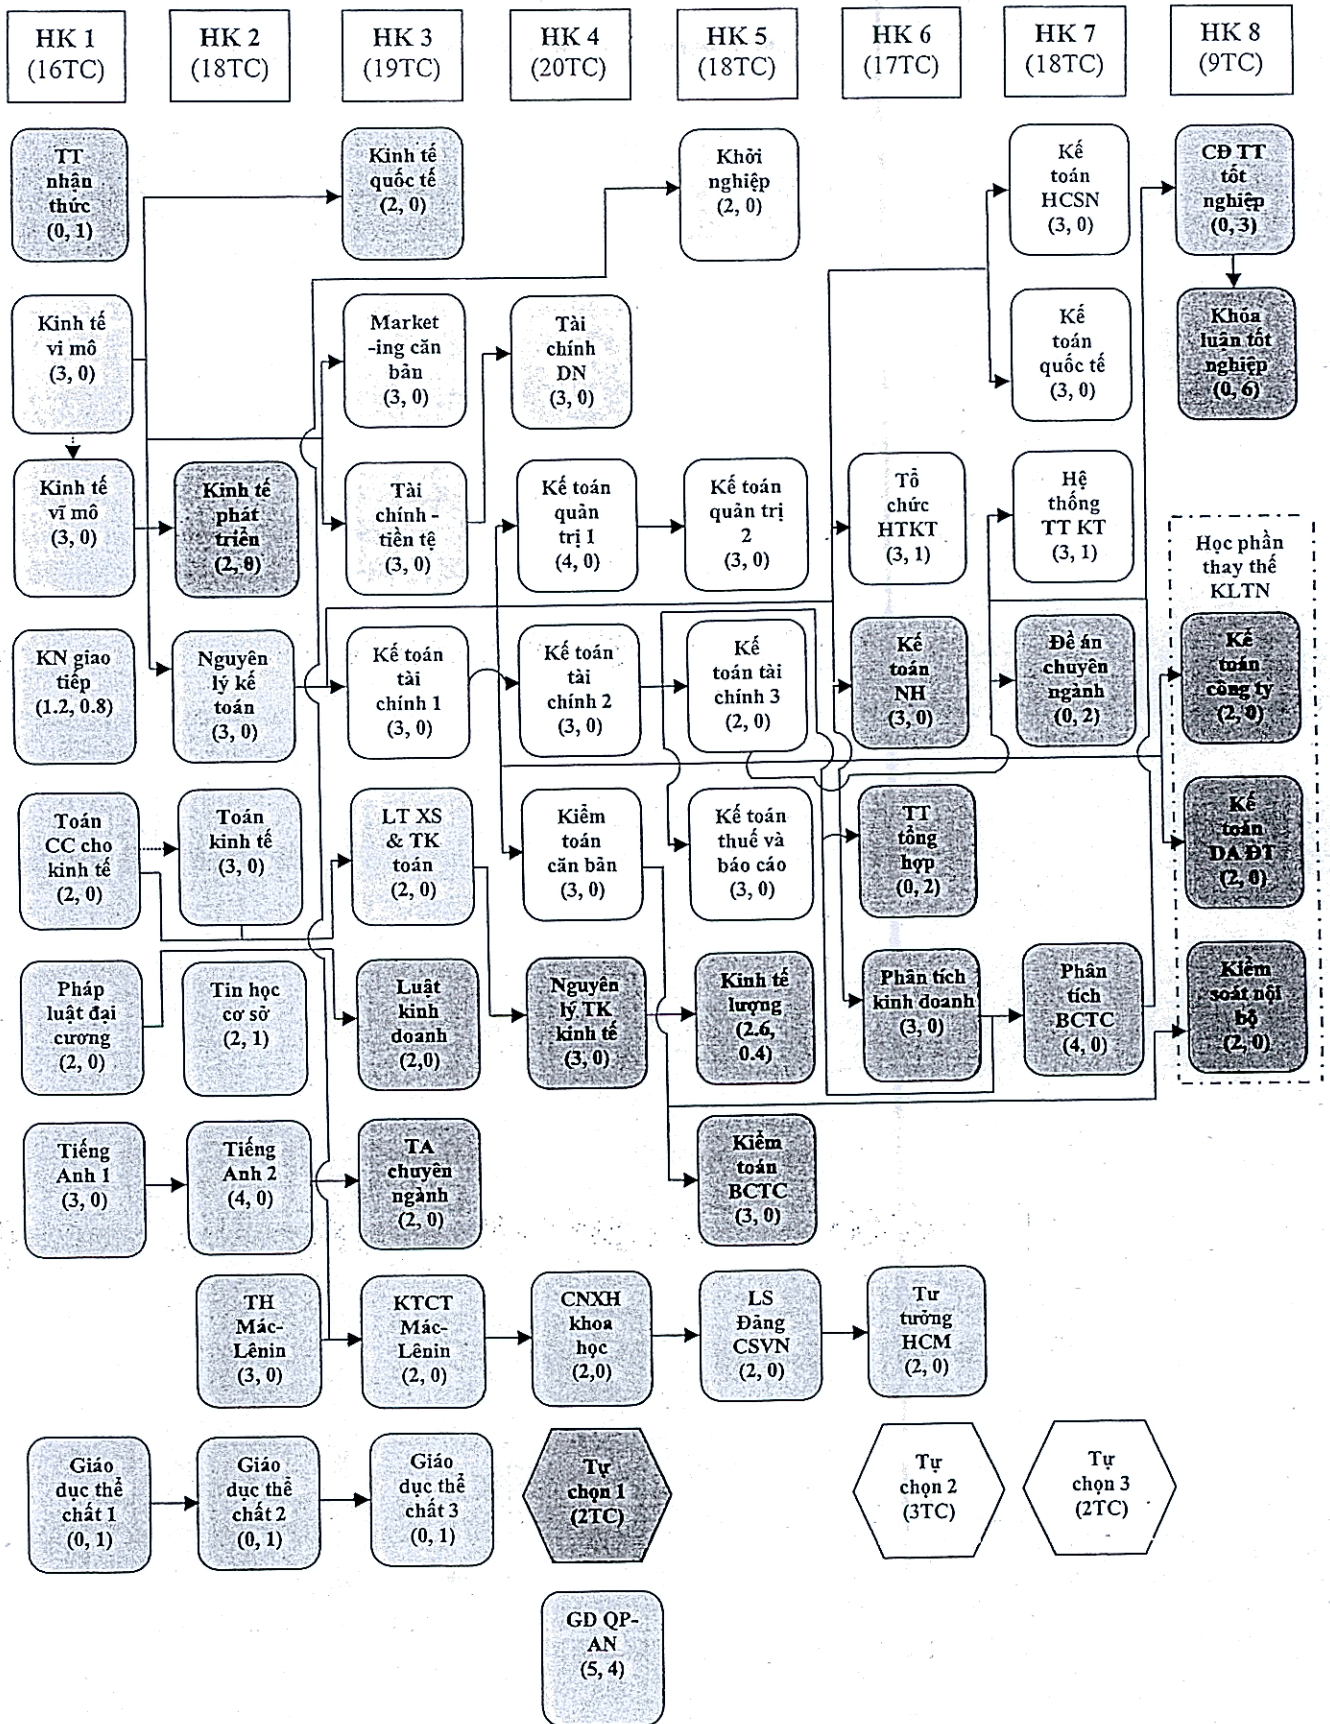 HK 1
(16TC)
HK 2
(18TC)
HK 3
(19TC)
HK 4
(20TC)
HK 5
(18TC)
HK 6
(17TC)
HK 7
(18TC)
HK 8
(9TC)
TT
nhận
thức
(0, 1)
Kinh tế
quốc tế
(2, 0)
Khởi
nghiệp
(2, 0)
Kế
toán
HCSN
(3, 0)
CĐ TT
tốt
nghiệp
(0, 3)
Kinh tế
vi mô
(3, 0)
Market
-ing căn
bản
(3, 0)
Tài
chính
DN
(3, 0)
Kế
toán
quốc tế
(3, 0)
Khóa
luận tốt
nghiệp
(0, 6)
Kinh tế
vĩ mô
(3, 0)
Kinh tế
phát
triển
(2, 0)
Tài
chính -
tiền tệ
(3, 0)
Kế toán
quản
trị 1
(4, 0)
Kế toán
quản trị
2
(3, 0)
Tổ
chức
HTKT
(3, 1)
Hệ
thống
TT KT
(3, 1)
Học phần
thay thế
KLTN
KN giao
tiếp
(1.2, 0.8)
Nguyên
lý kế
toán
(3, 0)
Kế toán
tài
chính 1
(3, 0)
Kế toán
tài
chính 2
(3, 0)
Kế
toán tài
chính 3
(2, 0)
Kế
toán
NH
(3, 0)
Đề án
chuyên
ngành
(0, 2)
Kế
toán
công ty
(2, 0)
Toán
CC cho
kinh tế
(2, 0)
Toán
kinh tế
(3, 0)
LT XS
& TK
toán
(2, 0)
Kiểm
toán
căn bản
(3, 0)
Kế toán
thuế và
báo cáo
(3, 0)
TT
tổng
hợp
(0, 2)
Kế
toán
DA ĐT
(2, 0)
Pháp
luật đại
cương
(2, 0)
Tin học
cơ sở
(2, 1)
Luật
kinh
doanh
(2,0)
Nguyên
lý TK
kinh tế
(3, 0)
Kinh tế
lượng
(2.6,
0.4)
Phân tích
kinh doanh
(3, 0)
Phân
tích
BCTC
(4, 0)
Kiểm
soát nội
bộ
(2, 0)
Tiếng
Anh 1
(3, 0)
Tiếng
Anh 2
(4, 0)
TA
chuyên
ngành
(2, 0)
Kiểm
toán
BCTC
(3, 0)
TH
Mác-
Lênin
(3, 0)
KTCT
Mác-
Lênin
(2, 0)
CNXH
khoa
học
(2,0)
LS
Đảng
CSVN
(2, 0)
Tư
tưởng
HCM
(2, 0)
Giáo
dục thể
chất 1
(0, 1)
Giáo
dục thể
chất 2
(0, 1)
Giáo
dục thể
chất 3
(0, 1)
Tự
chọn 1
(2TC)
Tự
chọn 2
(3TC)
Tự
chọn 3
(2TC)
GD QP-
AN
(5, 4)